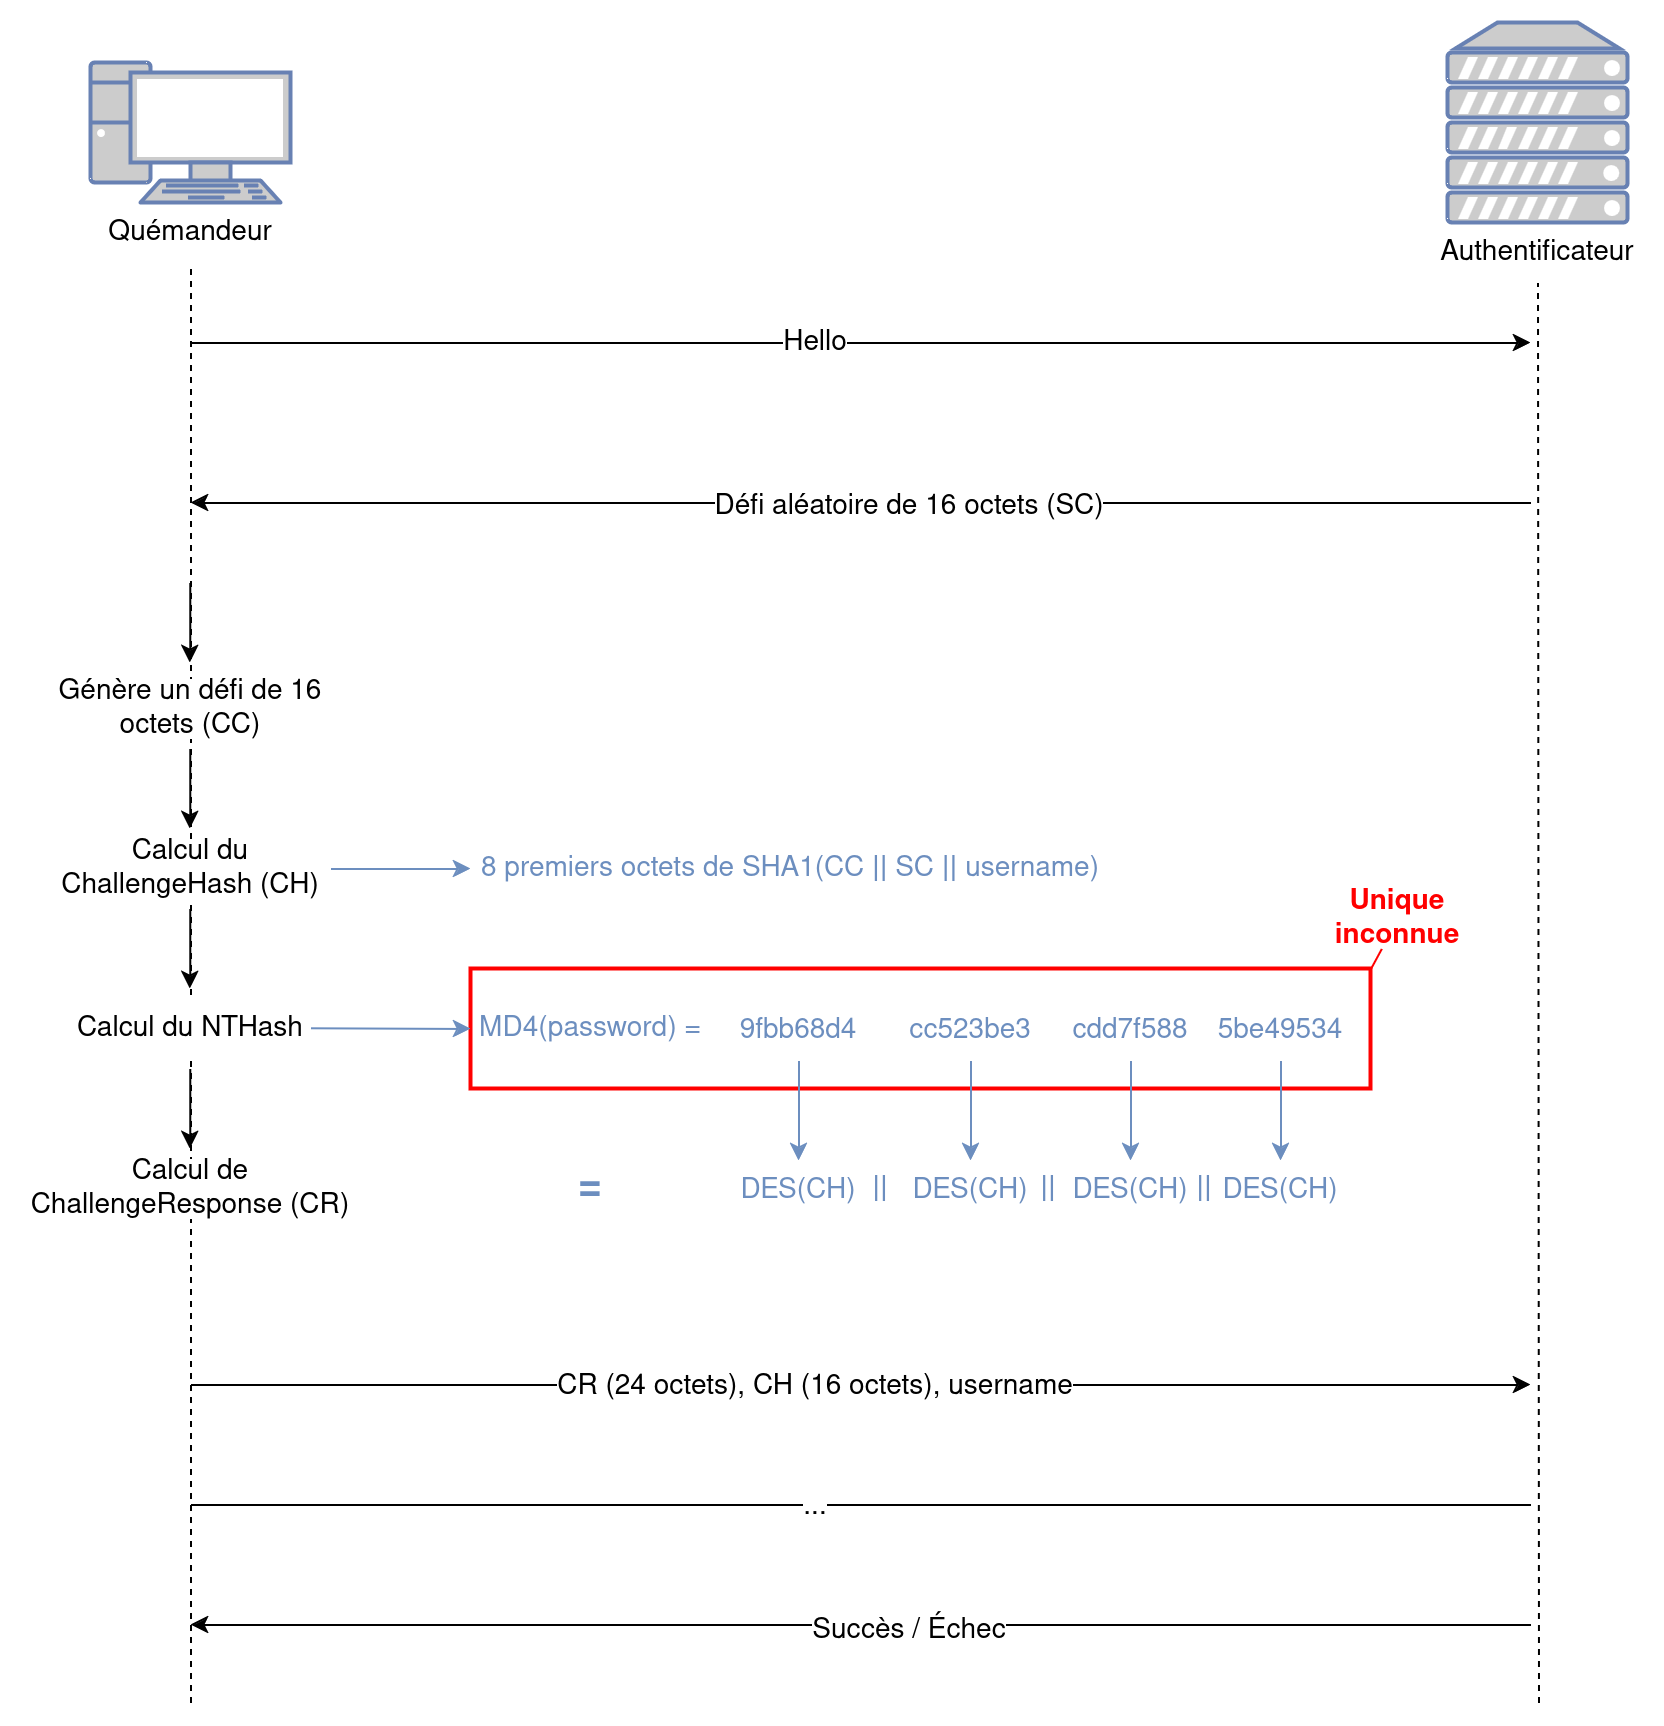 Quémandeur
Authentificateur
Hello
Défi aléatoire de 16 octets (SC)
Génère un défi de 16
octets (CC)
Calcul du
ChallengeHash (CH)
8 premiers octets de SHA1(CC || SC || username)
Unique
inconnue
Calcul du NTHash
MD4(password) = 9fbb68d4 cc523be3 cdd7f588 5be49534
Calcul de
ChallengeResponse (CR)
= DES(CH) || DES(CH) || DES(CH) || DES(CH)
CR (24 octets), CH (16 octets), username
...
Succès / Échec